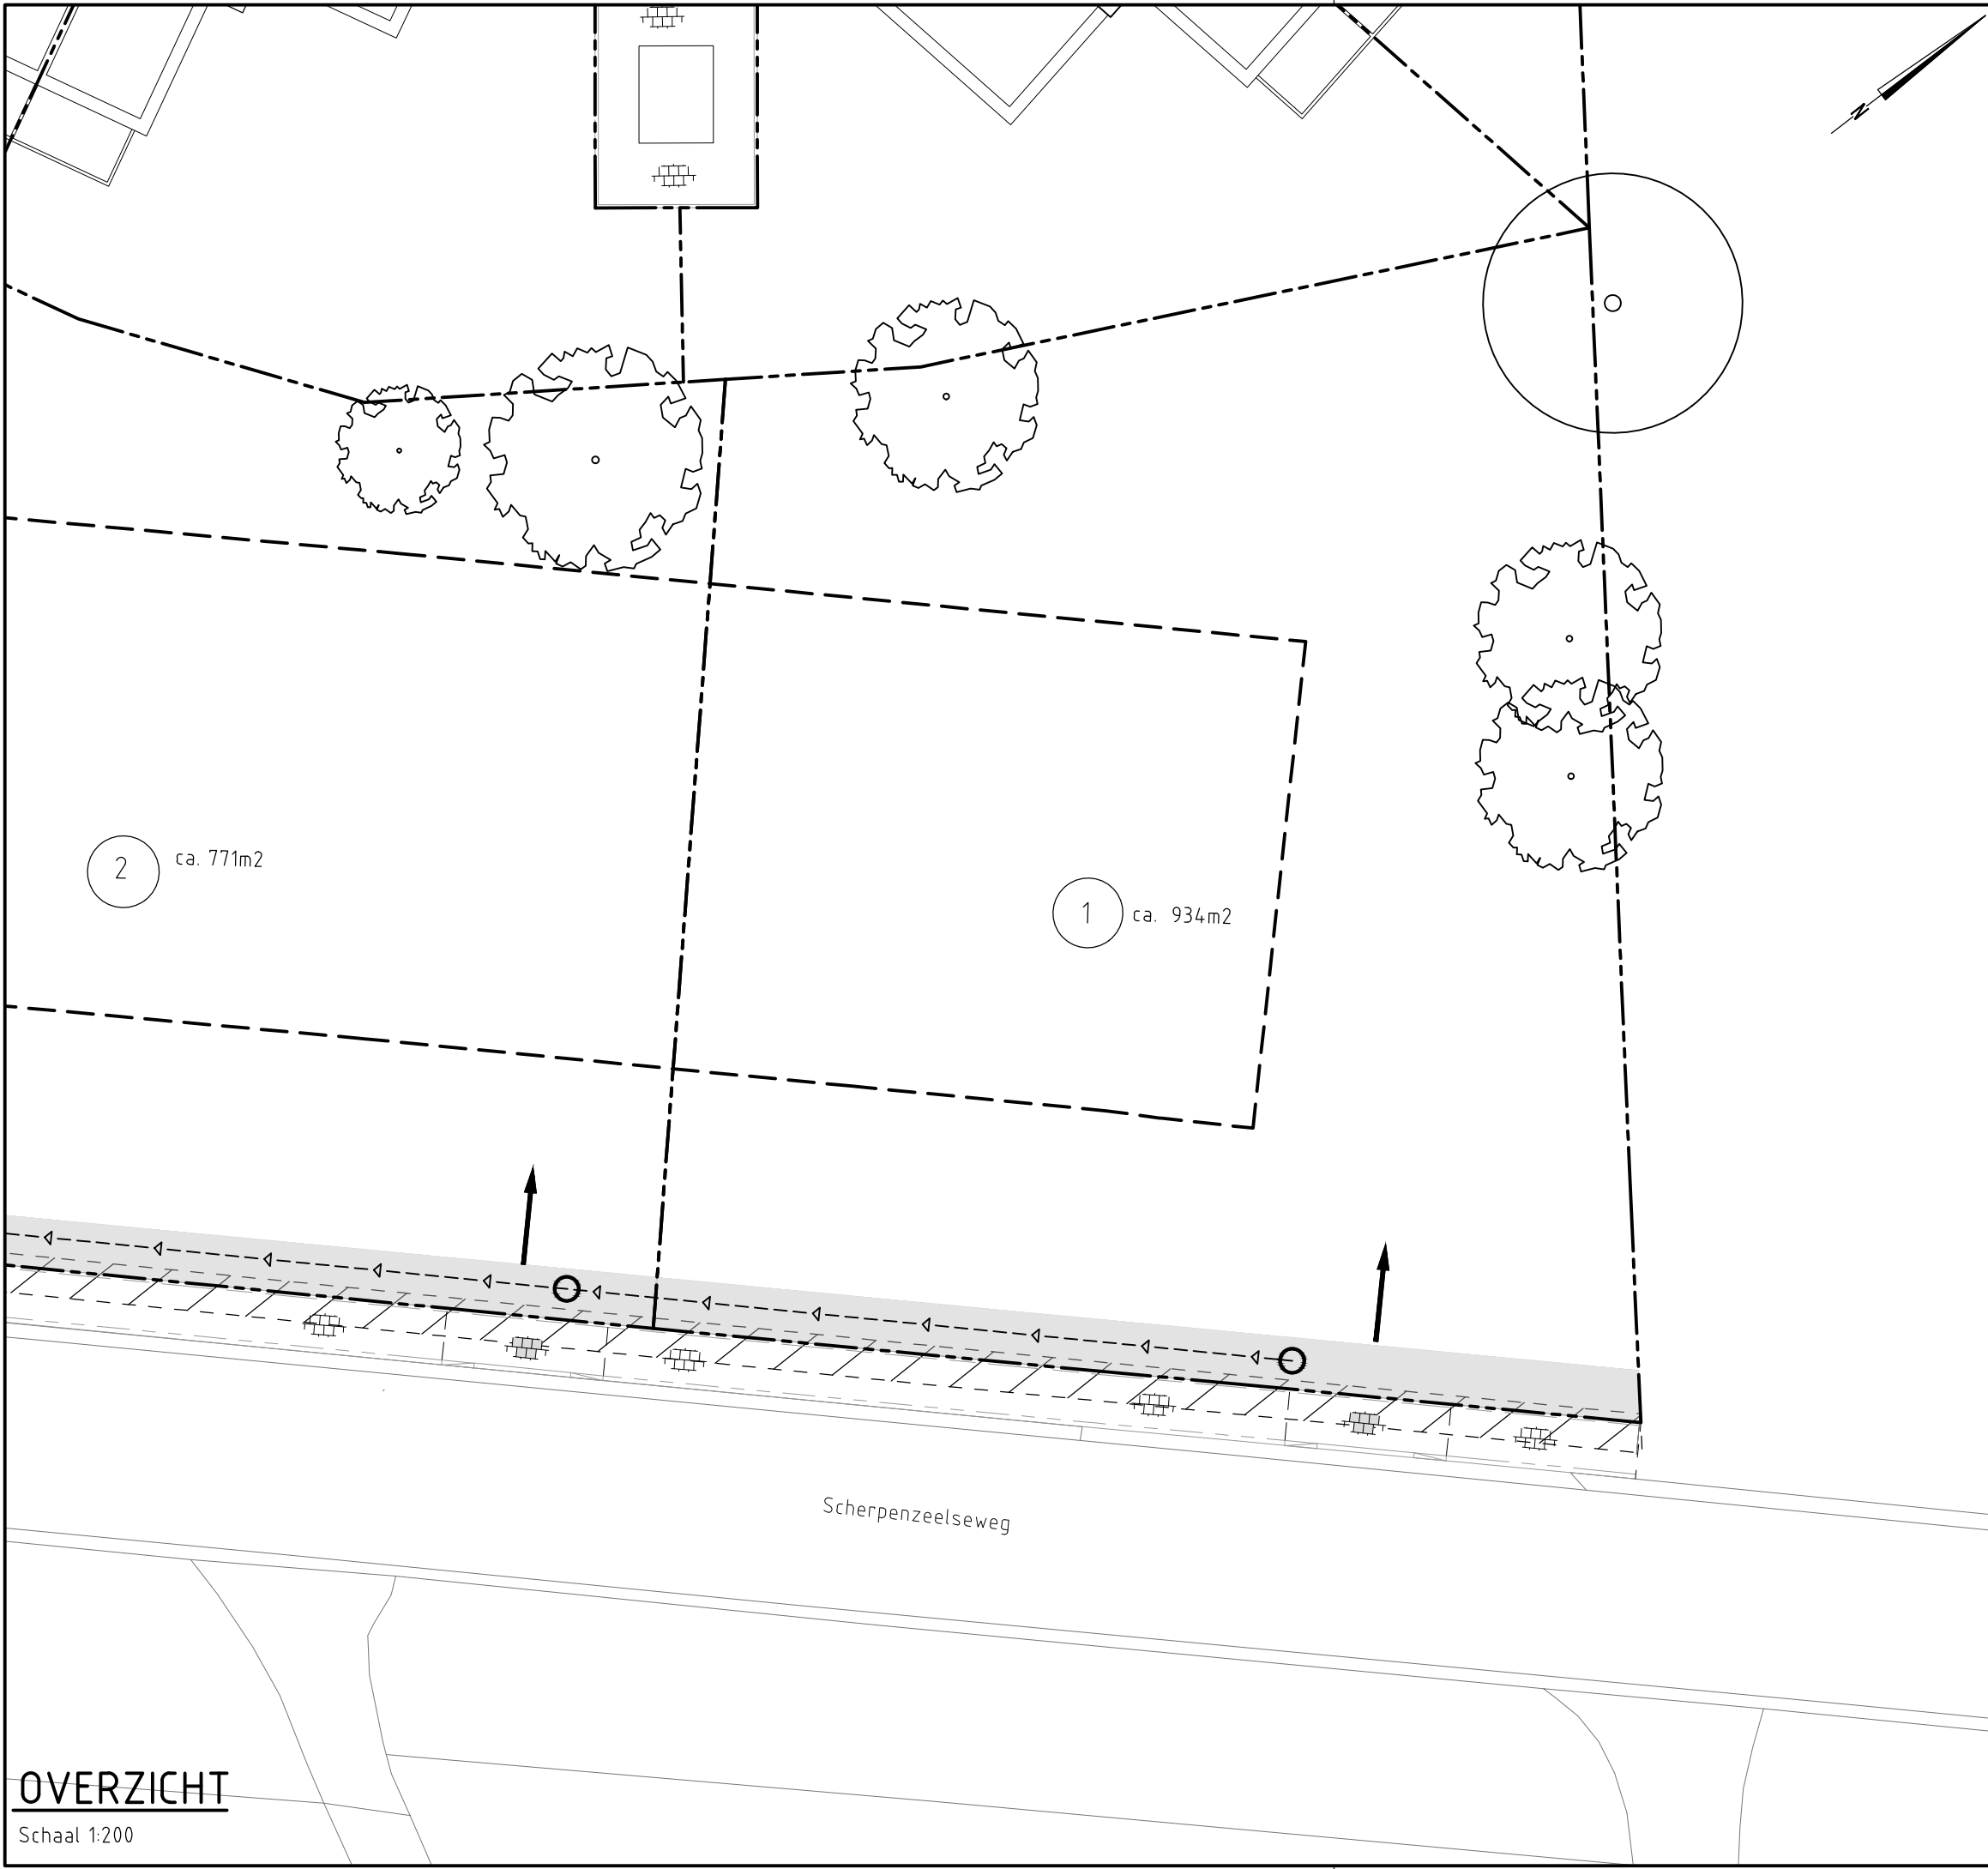 N
2
ca. 771m2
1
ca. 934m2
Scherpenzeelseweg
OVERZICHT
Schaal 1:200